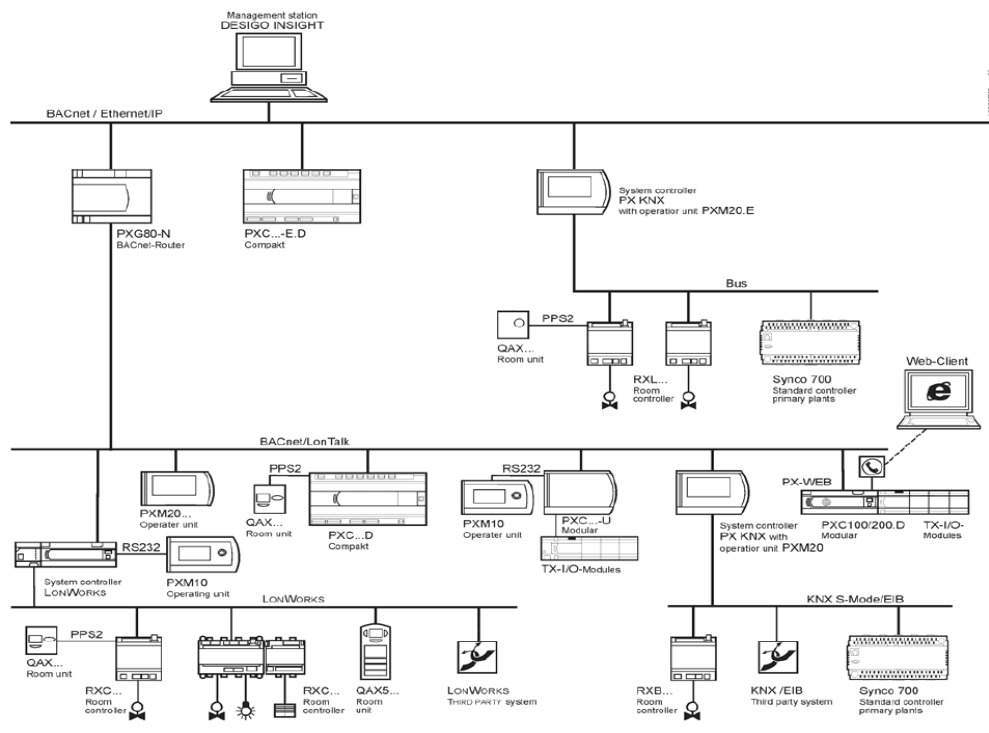 Management station
DESIGO INSIGHT
BACnet / Ethernet/IP
PXG80-N
BACnet-Router
PXC...-E.D
Compakt
System controller
PX KNX
with operatior unit PXM20.E
Bus
PPS2
QAX...
Room unit
RXL...
Room
controller
Synco 700
Standard controller
primary plants
Web-Client
BACnet/LonTalk
PXM20...
Operater unit
PPS2
QAX...
Room unit
PXC...D
Compakt
RS232
PXM10
Operater unit
PXC...-U
Modular
TX-I/O-Modules
System controller
PX KNX with
operatior unit PXM20
PX-WEB
PXC100/200.D
Modular
TX-I/O-
Modules
System controller
LONWORKS
RS232
PXM10
Operating unit
LONWORKS
KNX S-Mode/EIB
PPS2
QAX...
Room unit
RXC...
Room
controller
RXC...
Room
controller
QAX5...
Room
unit
LONWORKS
THIRD PARTY system
RXB...
Room
controller
KNX /EIB
Third party system
Synco 700
Standard controller
primary plants